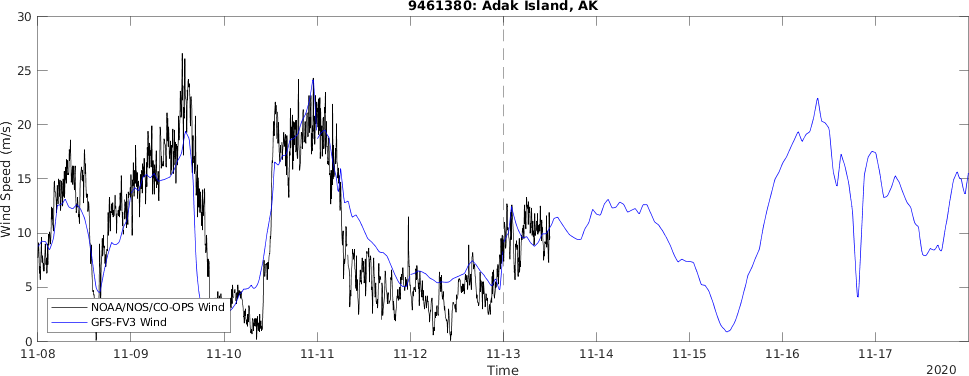 9461380: Adak Island, AK
30
25
20
15
10
5
0
Wind Speed (m/s)
NOAA/NOS/CO-OPS Wind
GFS-FV3 Wind
11-08 11-09 11-10 11-11 11-12 11-13 11-14 11-15 11-16 11-17
Time
2020